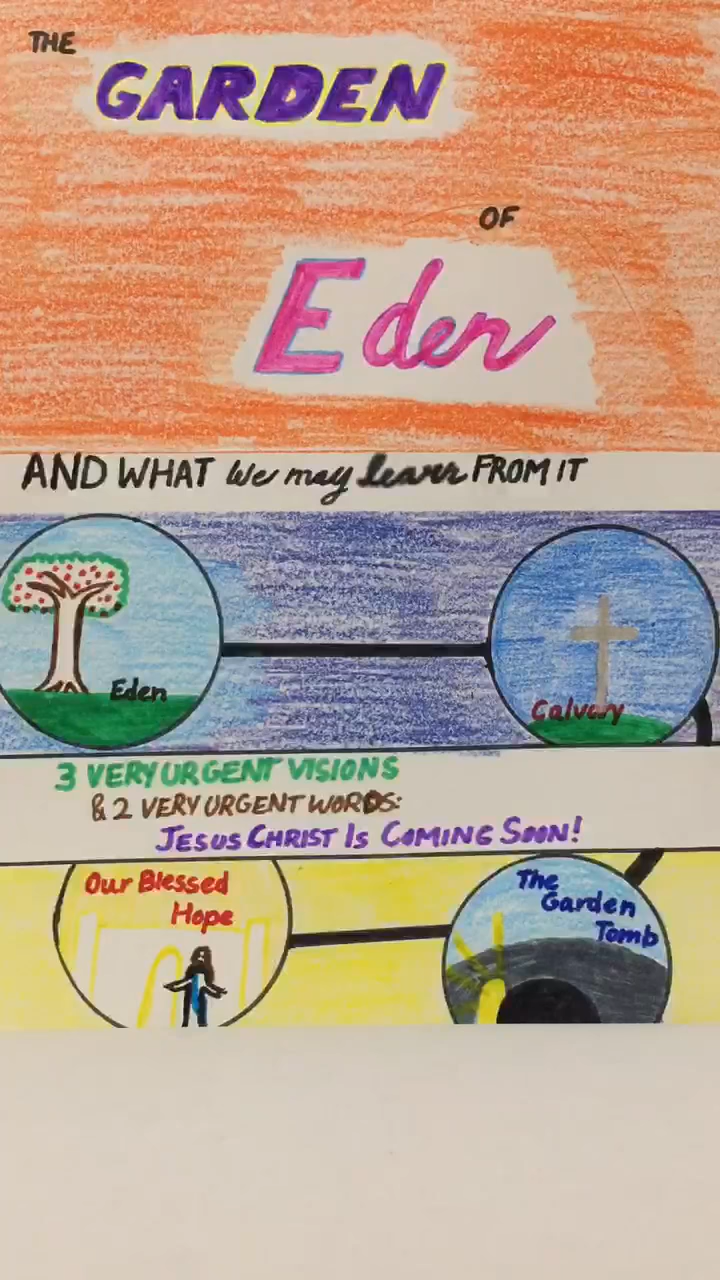 THE
GARDEN
OF
Eden
AND WHAT We may learn FROM IT
Eden
Calvary
3 VERY URGENT VISIONS
& 2 VERY URGENT WORDS:
JESUS CHRIST IS COMING SOON!
Our Blessed
Hope
The
Garden
Tomb